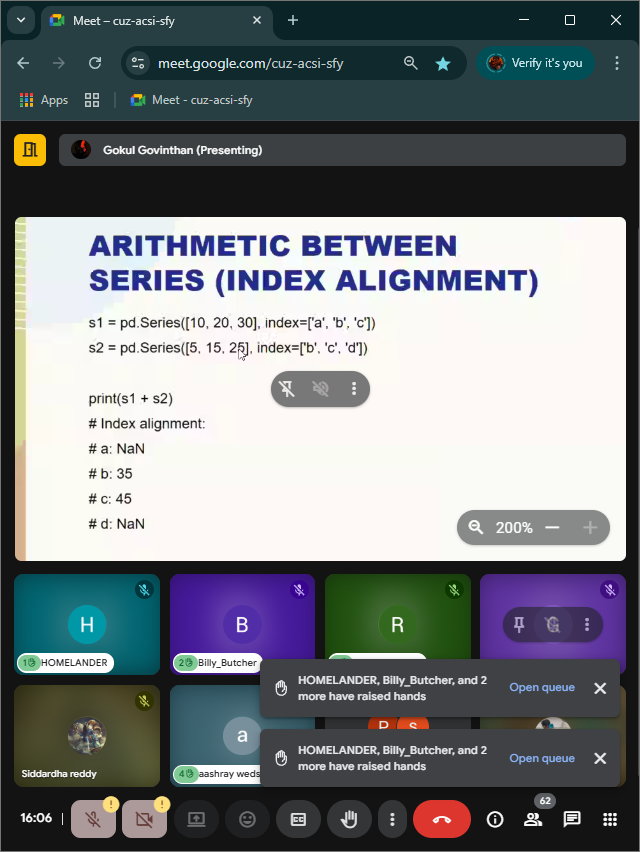 Meet – cuz-acsi-sfy
meet.google.com/cuz-acsi-sfy
Verify it's you
Apps
Meet - cuz-acsi-sfy
Gokul Govinthan (Presenting)
ARITHMETIC BETWEEN
SERIES (INDEX ALIGNMENT)
s1 = pd.Series([10, 20, 30], index=['a', 'b', 'c'])
s2 = pd.Series([5, 15, 25], index=['b', 'c', 'd'])
print(s1 + s2)
# Index alignment:
# a: NaN
# b: 35
# c: 45
# d: NaN
200%
H
B
R
G
1 HOMELANDER
2 Billy_Butcher
HOMELANDER, Billy_Butcher, and 2
more have raised hands
Open queue
a
S
Siddardha reddy
4 aashray weds
HOMELANDER, Billy_Butcher, and 2
more have raised hands
Open queue
62
16:06